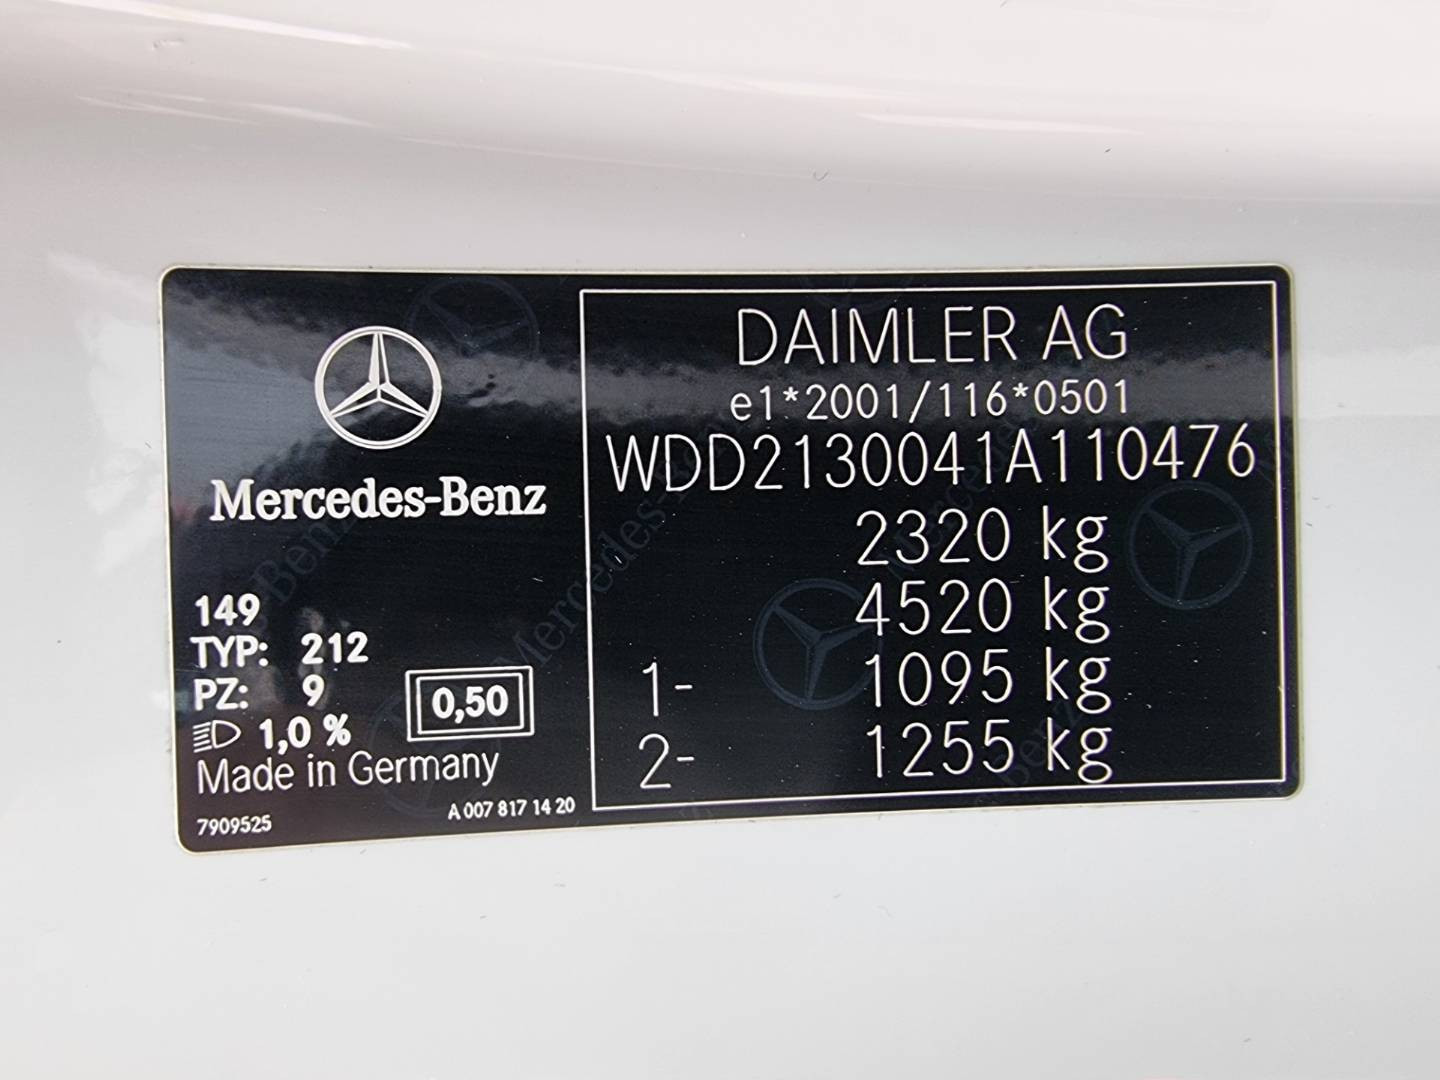 Mercedes-Benz
149
TYP: 212
PZ: 9
1,0 %
0,50
Made in Germany
7909525
A 007 817 14 20
DAIMLER AG
e1*2001/116*0501
WDD2130041A110476
2320 kg
4520 kg
1- 1095 kg
2- 1255 kg